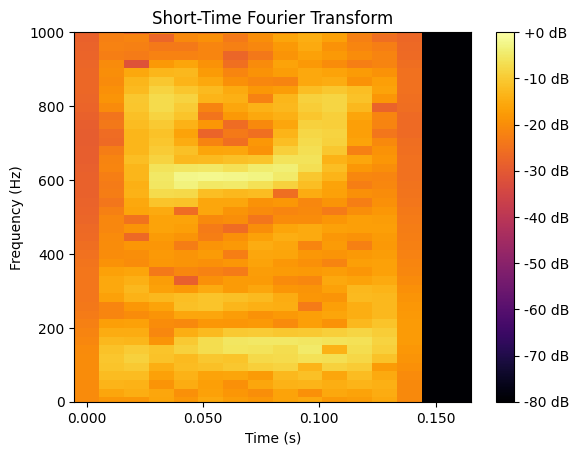 Short-Time Fourier Transform
Frequency (Hz)
1000
800
600
400
200
0
0.000
0.050
0.100
0.150
Time (s)
+0 dB
-10 dB
-20 dB
-30 dB
-40 dB
-50 dB
-60 dB
-70 dB
-80 dB